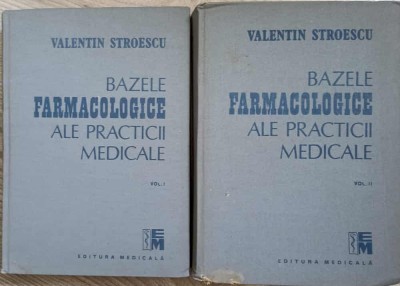 VALENTIN STROESCU
BAZELE
FARMACOLOGICE
ALE PRACTICII
MEDICALE
VOL. I
EM
EDITURA MEDICALĂ
VALENTIN STROESCU
BAZELE
FARMACOLOGICE
ALE PRACTICII
MEDICALE
VOL. II
EM
EDITURA MEDICALĂ